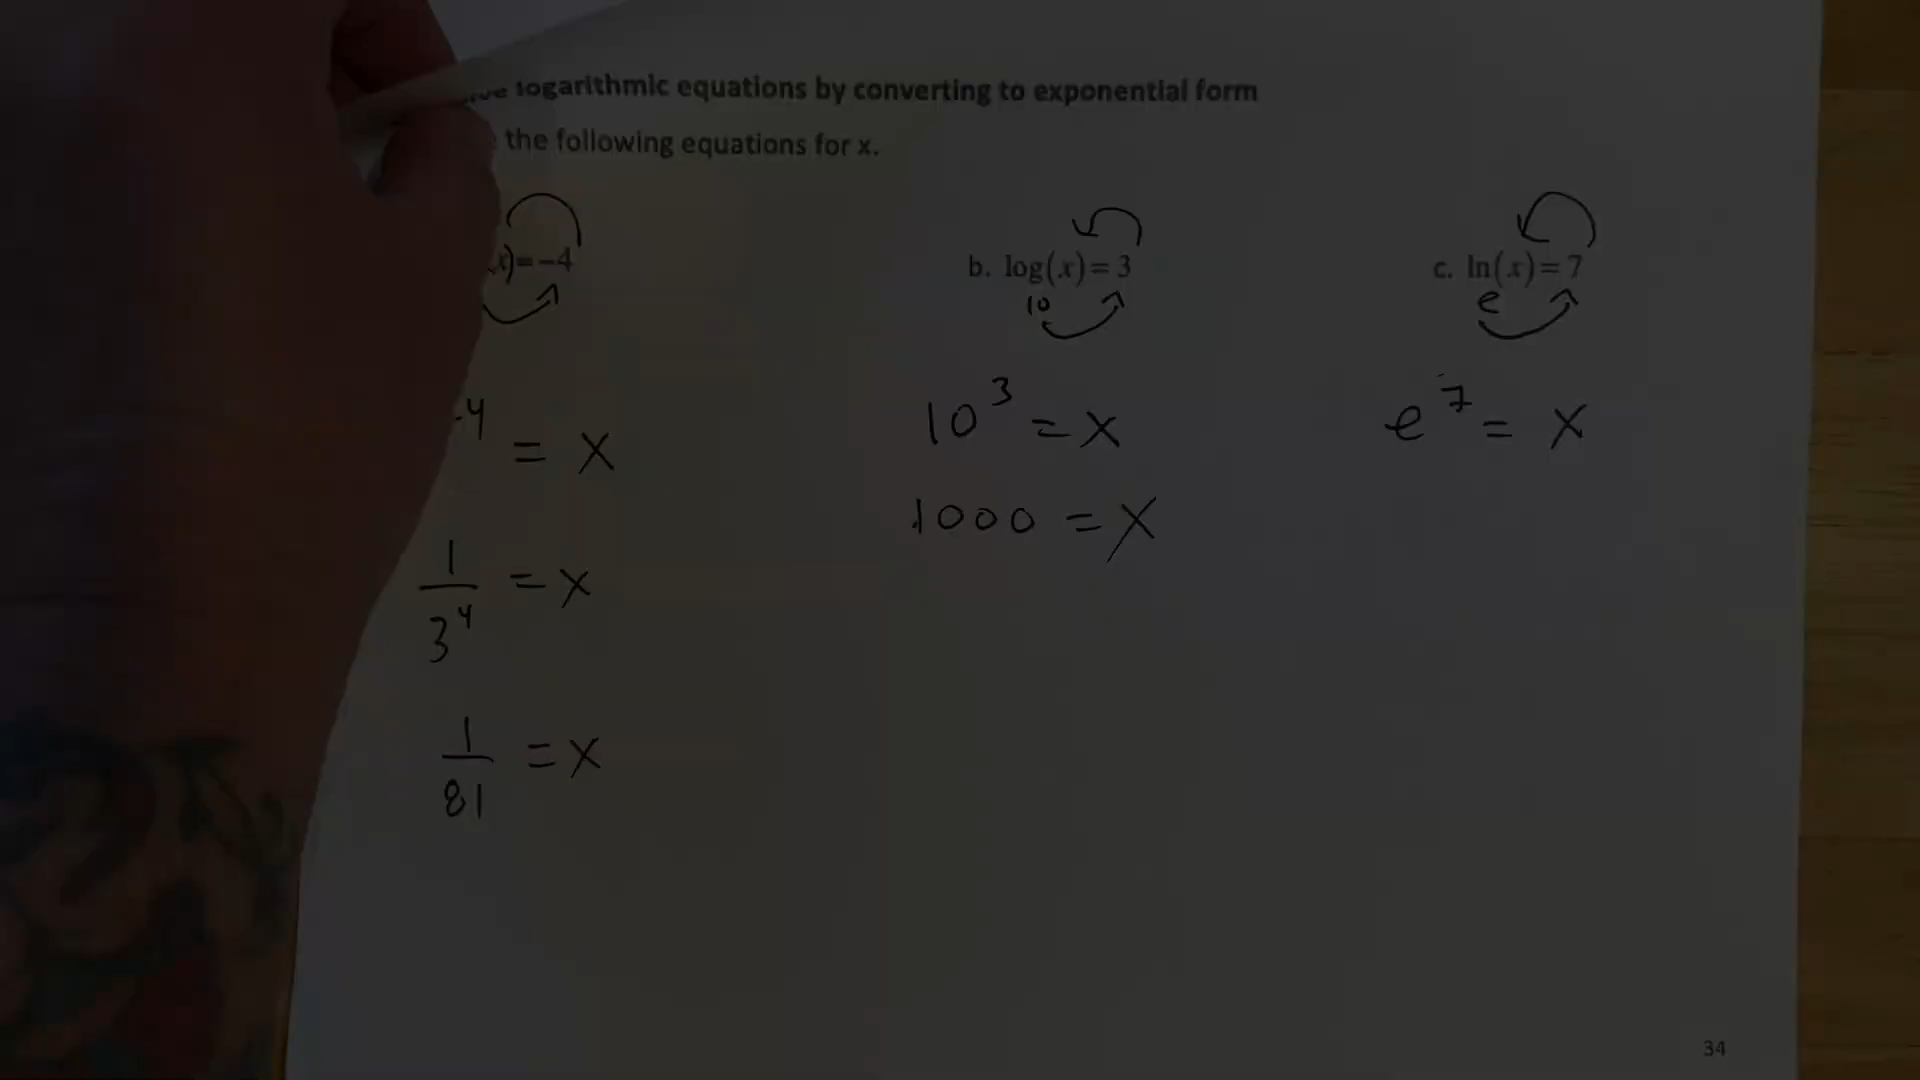 logarithmic equations by converting to exponential form
the following equations for x.
x)=-4
b. log(x)=3
10
c. ln(x)=7
e
-4 = x
10³ = x
e⁷ = x
1000 = x
1/3⁴ = x
1/81 = x
34